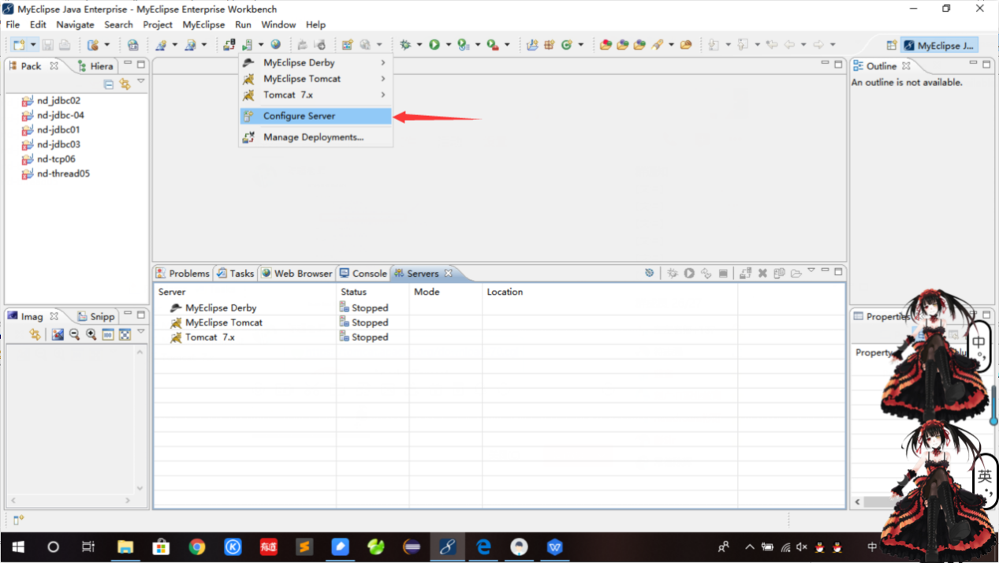 MyEclipse Java Enterprise - MyEclipse Enterprise Workbench
File Edit Navigate Search Project MyEclipse Run Window Help
MyEclipse J...
Pack Hiera
nd_jdbc02
nd-jdbc-04
nd-jdbc01
nd-jdbc03
nd-tcp06
nd-thread05
MyEclipse Derby
MyEclipse Tomcat
Tomcat 7.x
Configure Server
Manage Deployments...
Outline
An outline is not available.
Problems Tasks Web Browser Console Servers
Server Status Mode Location
MyEclipse Derby Stopped
MyEclipse Tomcat Stopped
Tomcat 7.x Stopped
Imag Snipp
Properties
Property
中
英
有道
中